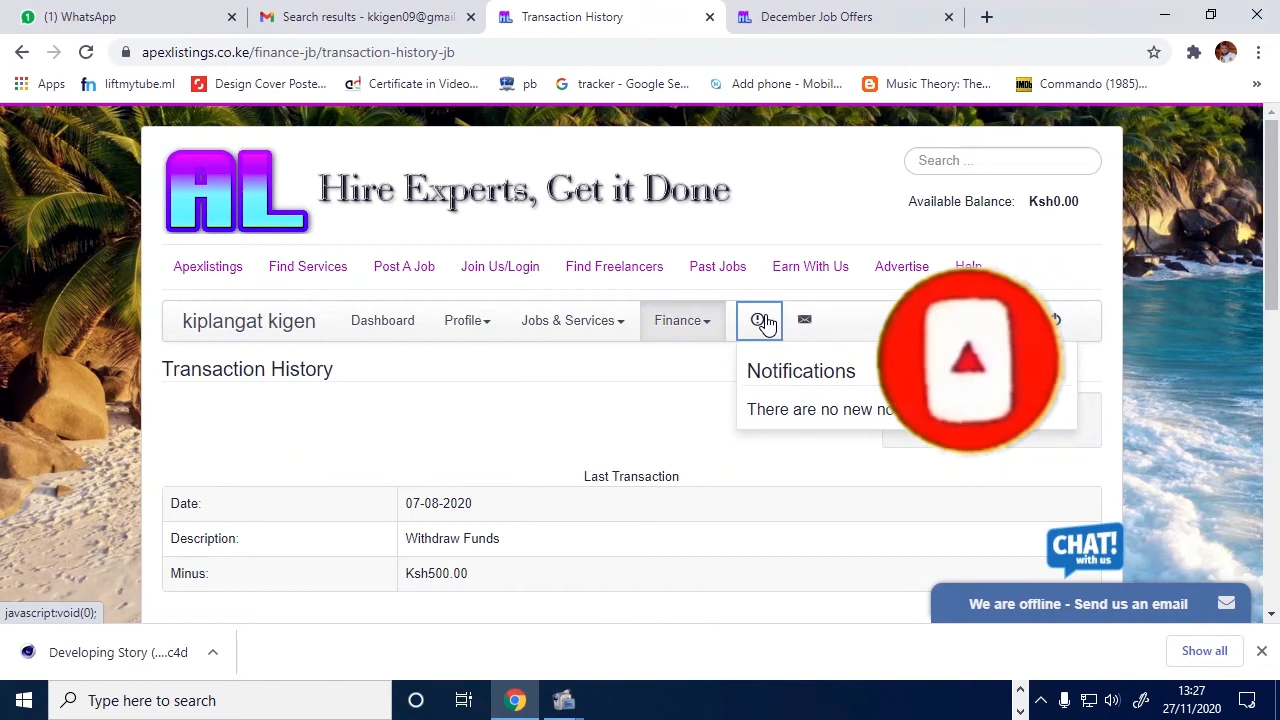 (1) WhatsApp
Search results - kkigen09@gmail
Transaction History
December Job Offers
apexlistings.co.ke/finance-jb/transaction-history-jb
Apps
liftmytube.ml
Design Cover Poste...
Certificate in Video...
pb
tracker - Google Se...
Add phone - Mobil...
Music Theory: The...
Commando (1985)...
AL
Hire Experts, Get it Done
Search ...
Available Balance: Ksh0.00
Apexlistings Find Services Post A Job Join Us/Login Find Freelancers Past Jobs Earn With Us Advertise Help
kiplangat kigen Dashboard Profile Jobs & Services Finance
Transaction History
Notifications
There are no new
Last Transaction
Date: 07-08-2020
Description: Withdraw Funds
Minus: Ksh500.00
CHAT!
with us
We are offline - Send us an email
javascript:void(0);
Developing Story (....c4d
Show all
Type here to search
13:27
27/11/2020